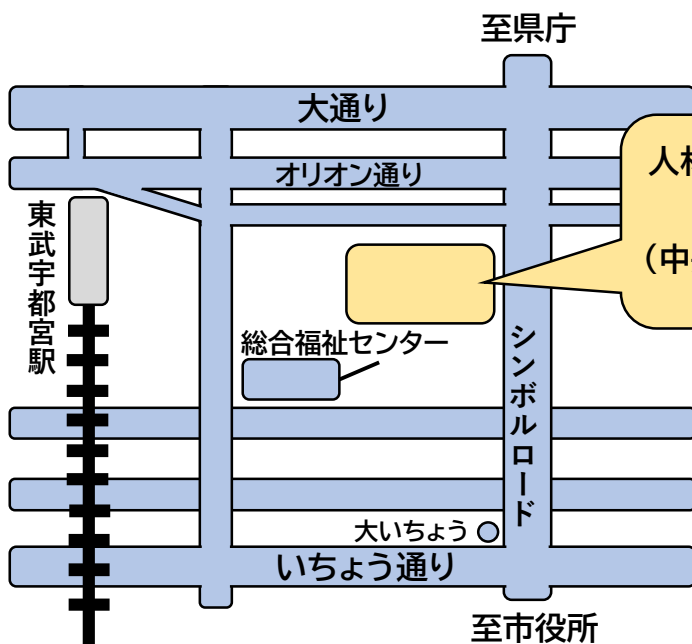 至県庁
大通り
オリオン通り
東武宇都宮駅
総合福祉センター
シンボルロード
大いちょう
いちょう通り
至市役所